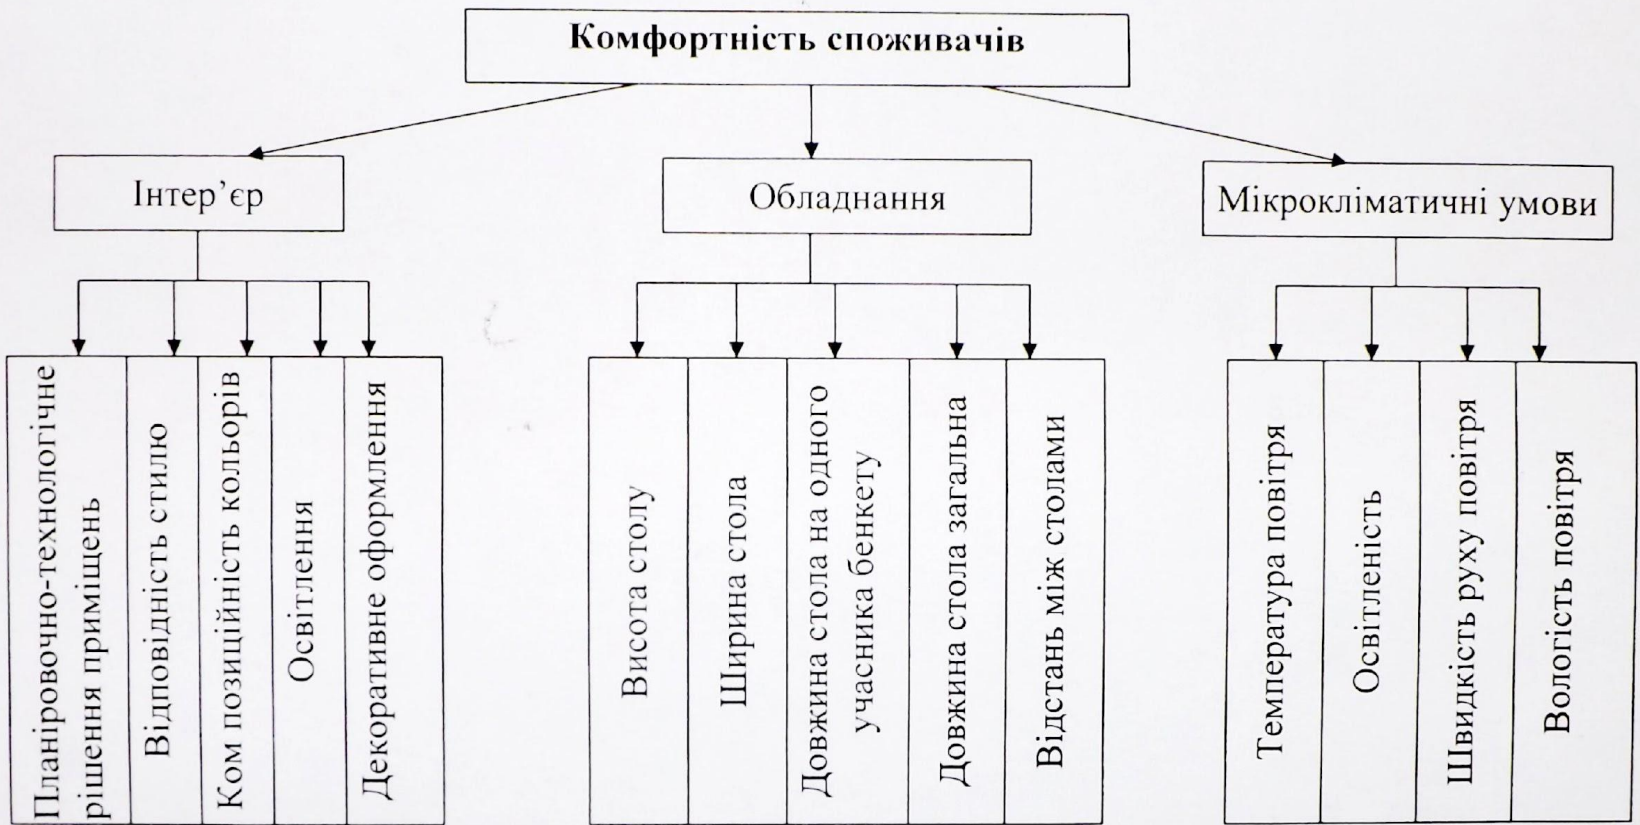 Комфортність споживачів
Інтер’єр
Обладнання
Мікрокліматичні умови
Планіровочно-технологічне
рішення приміщень
Відповідність стилю
Ком позиційність кольорів
Освітлення
Декоративне оформлення
Висота столу
Ширина стола
Довжина стола на одного
учасника бенкету
Довжина стола загальна
Відстань між столами
Температура повітря
Освітленість
Швидкість руху повітря
Вологість повітря